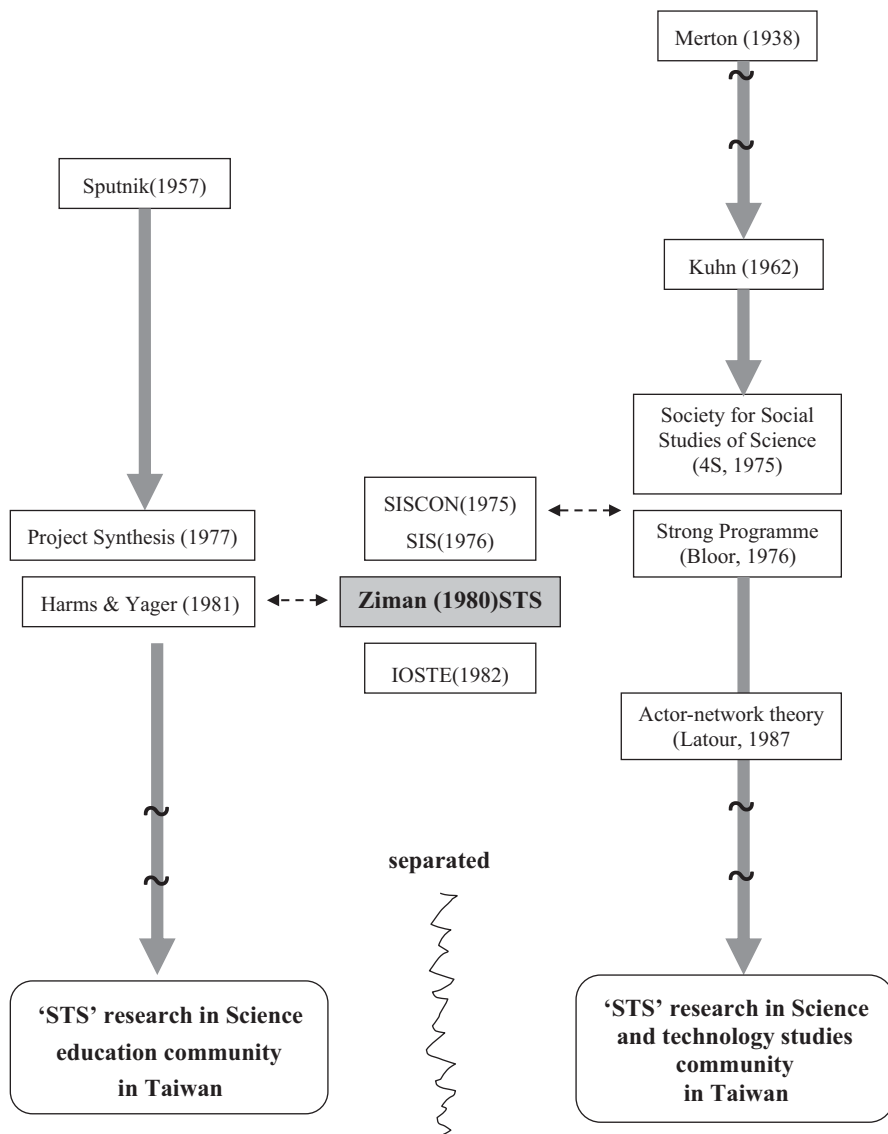 Merton (1938)
Sputnik(1957)
Kuhn (1962)
Society for Social
Studies of Science
(4S, 1975)
SISCON(1975)
SIS(1976)
Project Synthesis (1977)
Strong Programme
(Bloor, 1976)
Harms & Yager (1981)
Ziman (1980)STS
IOSTE(1982)
Actor-network theory
(Latour, 1987
separated
‘STS’ research in Science
education community
in Taiwan
‘STS’ research in Science
and technology studies
community
in Taiwan